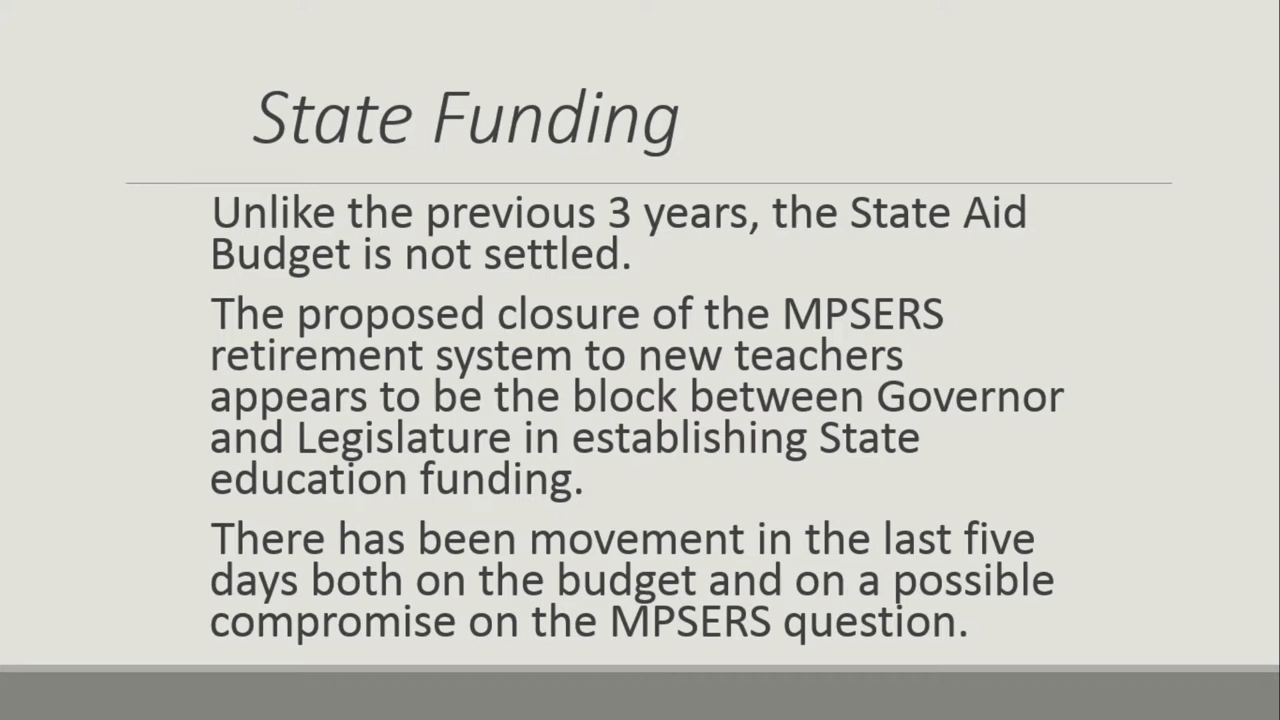 State Funding
Unlike the previous 3 years, the State Aid
Budget is not settled.
The proposed closure of the MPSERS
retirement system to new teachers
appears to be the block between Governor
and Legislature in establishing State
education funding.
There has been movement in the last five
days both on the budget and on a possible
compromise on the MPSERS question.